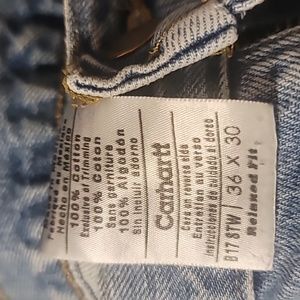 Hecho en Mexico
100% Cotton
Exclusive of Trimming
100% Coton
Sans garniture
100% Algodón
Sin incluir adorno
Carhartt
Care on reverse side
Entretien au verso
Instrucciones de cuidado al dorso
B17 STW 36 X 30
Relaxed Fit